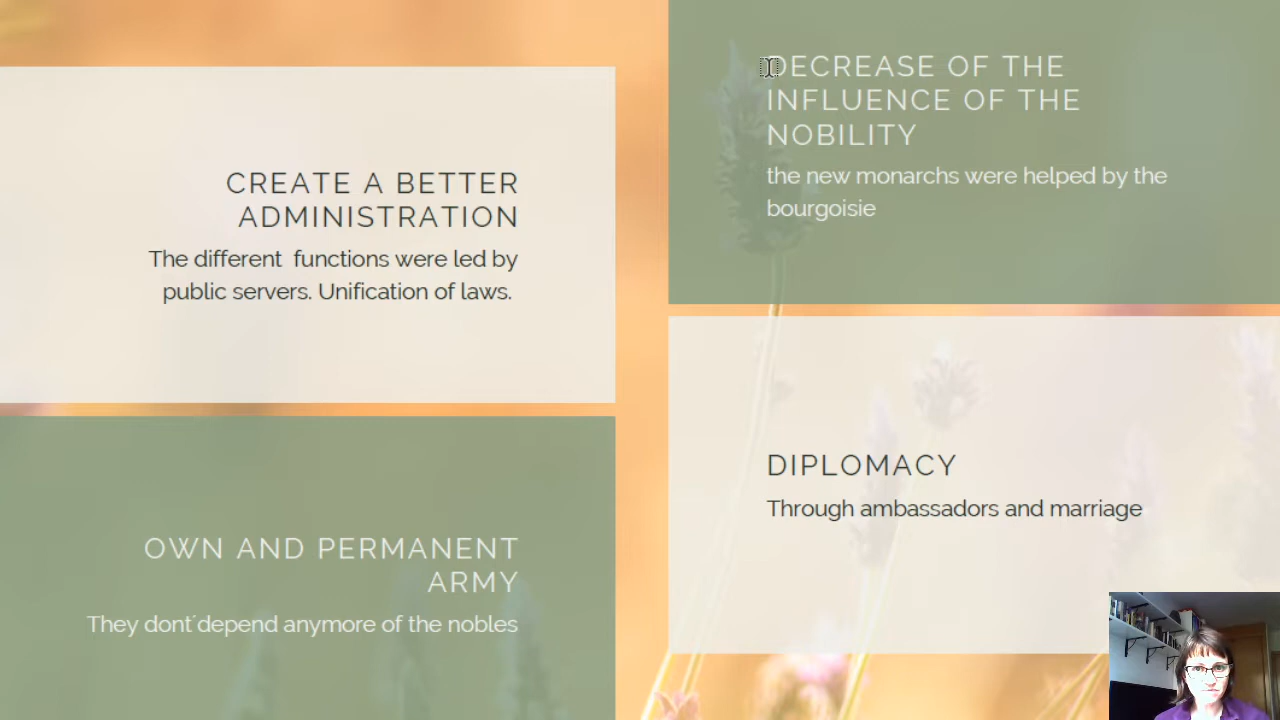 CREATE A BETTER
ADMINISTRATION
The different  functions were led by
public servers. Unification of laws.
OWN AND PERMANENT
ARMY
They dont´depend anymore of the nobles
DECREASE OF THE
INFLUENCE OF THE
NOBILITY
the new monarchs were helped by the
bourgoisie
DIPLOMACY
Through ambassadors and marriage